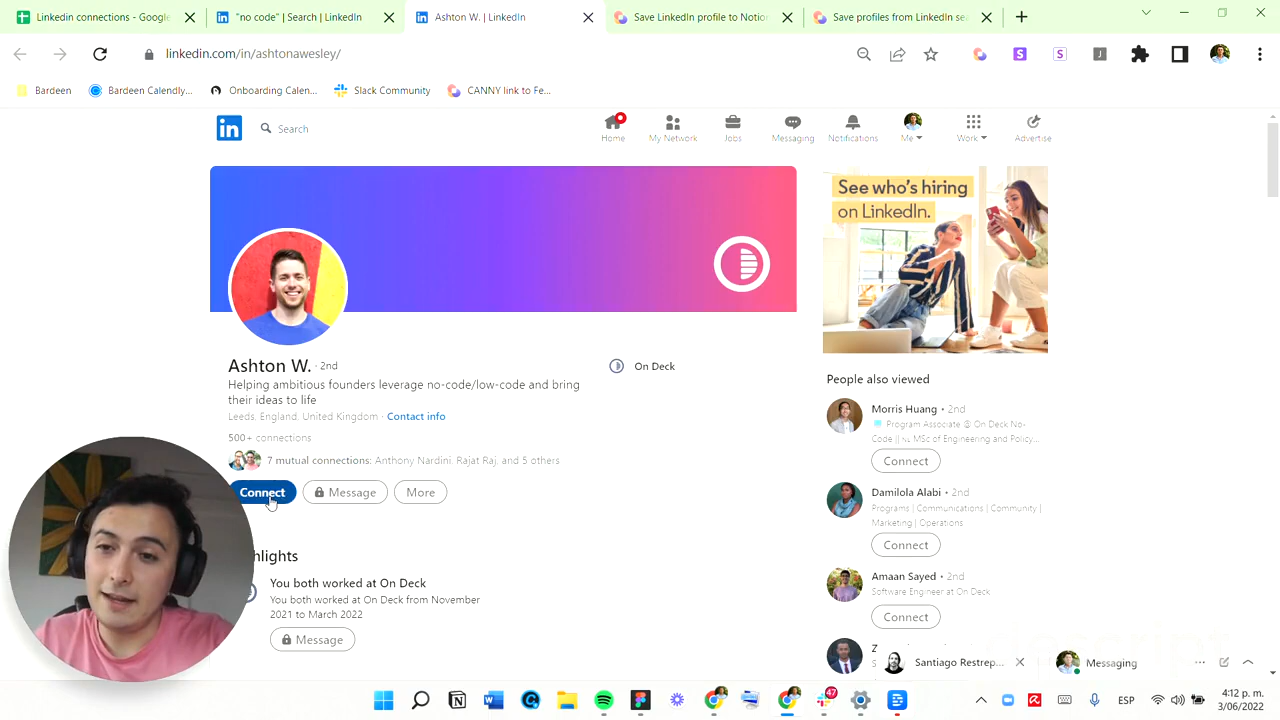 Linkedin connections - Google
"no code" | Search | LinkedIn
Ashton W. | LinkedIn
Save LinkedIn profile to Notion
Save profiles from LinkedIn sea
linkedin.com/in/ashtonawesley/
S
S
J
Bardeen
Bardeen Calendly...
Onboarding Calen...
Slack Community
CANNY link to Fe...
in
Search
Home
My Network
Jobs
Messaging
Notifications
Me
Work
Advertise
See who's hiring
on LinkedIn.
Ashton W. · 2nd
Helping ambitious founders leverage no-code/low-code and bring
their ideas to life
Leeds, England, United Kingdom · Contact info
500+ connections
7 mutual connections: Anthony Nardini, Rajat Raj, and 5 others
Connect
Message
More
On Deck
hlights
You both worked at On Deck
You both worked at On Deck from November
2021 to March 2022
Message
People also viewed
Morris Huang • 2nd
Program Associate @ On Deck No-
Code || MSc of Engineering and Policy...
Connect
Damilola Alabi • 2nd
Programs | Communications | Community |
Marketing | Operations
Connect
Amaan Sayed • 2nd
Software Engineer at On Deck
Connect
Z
S
Santiago Restrep...
Messaging
47
ESP
4:12 p. m.
3/06/2022